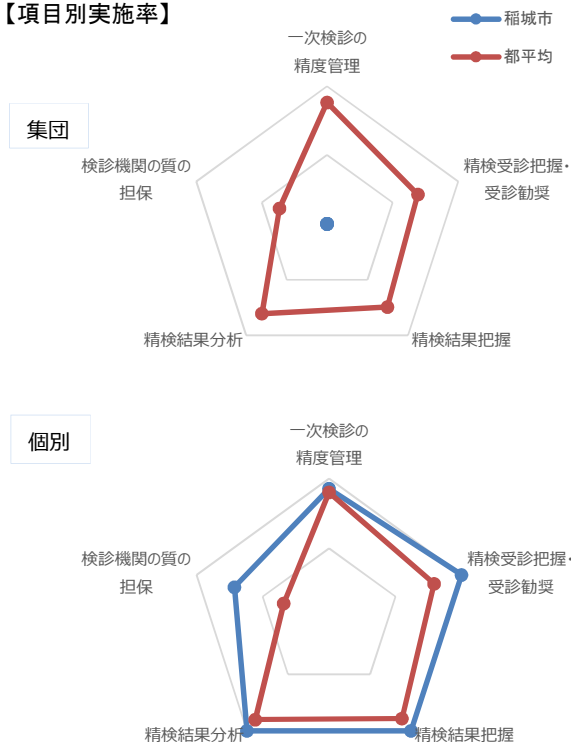 【項目別実施率】
稲城市
都平均
集団
一次検診の
精度管理
精検受診把握・
受診勧奨
精検結果把握
精検結果分析
検診機関の質の
担保
個別
一次検診の
精度管理
精検受診把握・
受診勧奨
精検結果把握
精検結果分析
検診機関の質の
担保